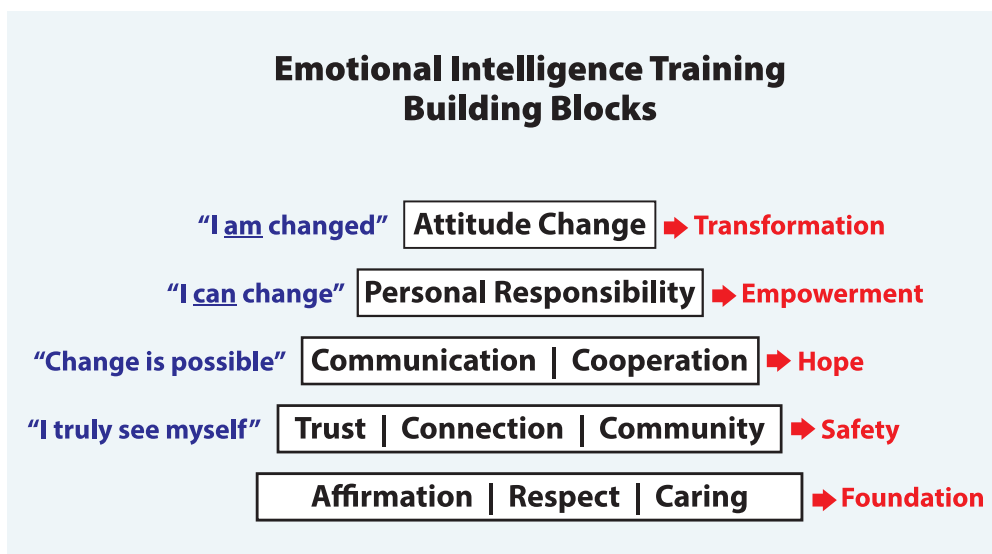 Emotional Intelligence Training
Building Blocks
“I am changed” Attitude Change Transformation
“I can change” Personal Responsibility Empowerment
“Change is possible” Communication | Cooperation Hope
“I truly see myself” Trust | Connection | Community Safety
Affirmation | Respect | Caring Foundation